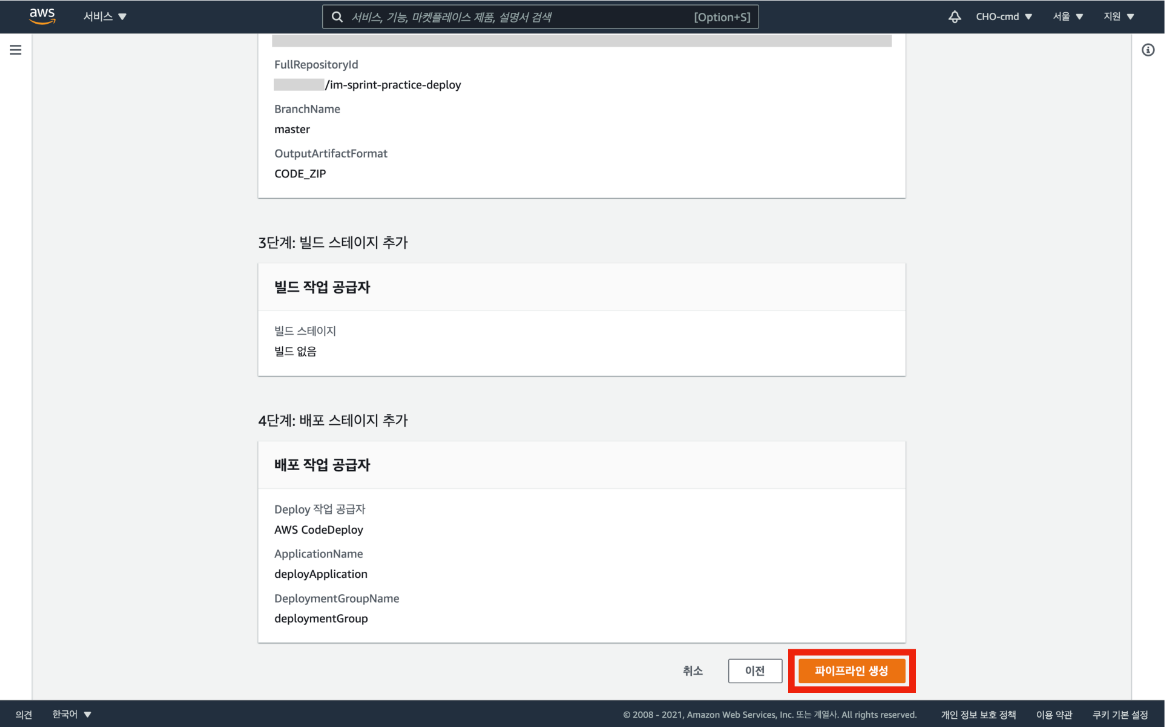 aws 서비스 ▼ 서비스, 기능, 마켓플레이스 제품, 설명서 검색 [Option+S] CHO-cmd ▼ 서울 ▼ 지원 ▼
FullRepositoryId
/im-sprint-practice-deploy
BranchName
master
OutputArtifactFormat
CODE_ZIP
3단계: 빌드 스테이지 추가
빌드 작업 공급자
빌드 스테이지
빌드 없음
4단계: 배포 스테이지 추가
배포 작업 공급자
Deploy 작업 공급자
AWS CodeDeploy
ApplicationName
deployApplication
DeploymentGroupName
deploymentGroup
취소 이전 파이프라인 생성
의견 한국어 ▼ © 2008 - 2021, Amazon Web Services, Inc. 또는 계열사. All rights reserved. 개인 정보 보호 정책 이용 약관 쿠키 기본 설정